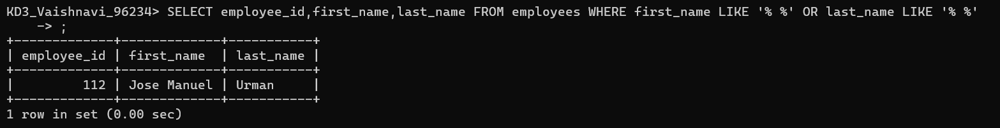 KD3_Vaishnavi_96234> SELECT employee_id,first_name,last_name FROM employees WHERE first_name LIKE '% %' OR last_name LIKE '% %'
    -> ;
+-------------+-------------+-----------+
| employee_id | first_name  | last_name |
+-------------+-------------+-----------+
|         112 | Jose Manuel | Urman     |
+-------------+-------------+-----------+
1 row in set (0.00 sec)